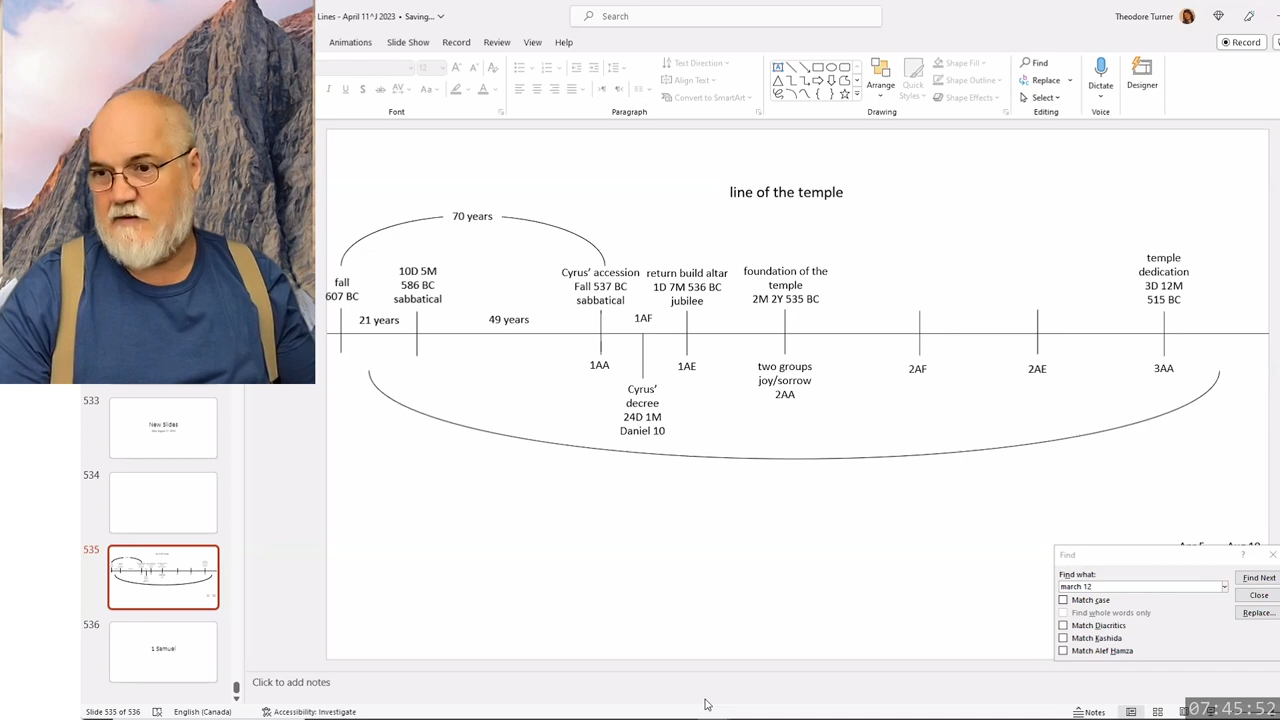 Lines - April 11^J 2023 • Saving...
Search
Theodore Turner
Animations Slide Show Record Review View Help
Record
12
Text Direction
Align Text
Convert to SmartArt
Arrange
Quick Styles
Shape Fill
Shape Outline
Shape Effects
Find
Replace
Select
Dictate
Designer
Font Paragraph Drawing Editing Voice
line of the temple
70 years
fall
607 BC
10D 5M
586 BC
sabbatical
Cyrus' accession
Fall 537 BC
sabbatical
return build altar
1D 7M 536 BC
jubilee
foundation of the
temple
2M 2Y 535 BC
temple
dedication
3D 12M
515 BC
21 years
49 years
1AF
1AA
1AE
Cyrus'
decree
24D 1M
Daniel 10
two groups
joy/sorrow
2AA
2AF
2AE
3AA
533
New Slides
534
535
536
1 Samuel
Find
Find what:
march 12
Match case
Find whole words only
Match Diacritics
Match Kashida
Match Alef Hamza
Find Next
Close
Replace...
Click to add notes
Slide 535 of 536
English (Canada)
Accessibility: Investigate
Notes
07:45:52